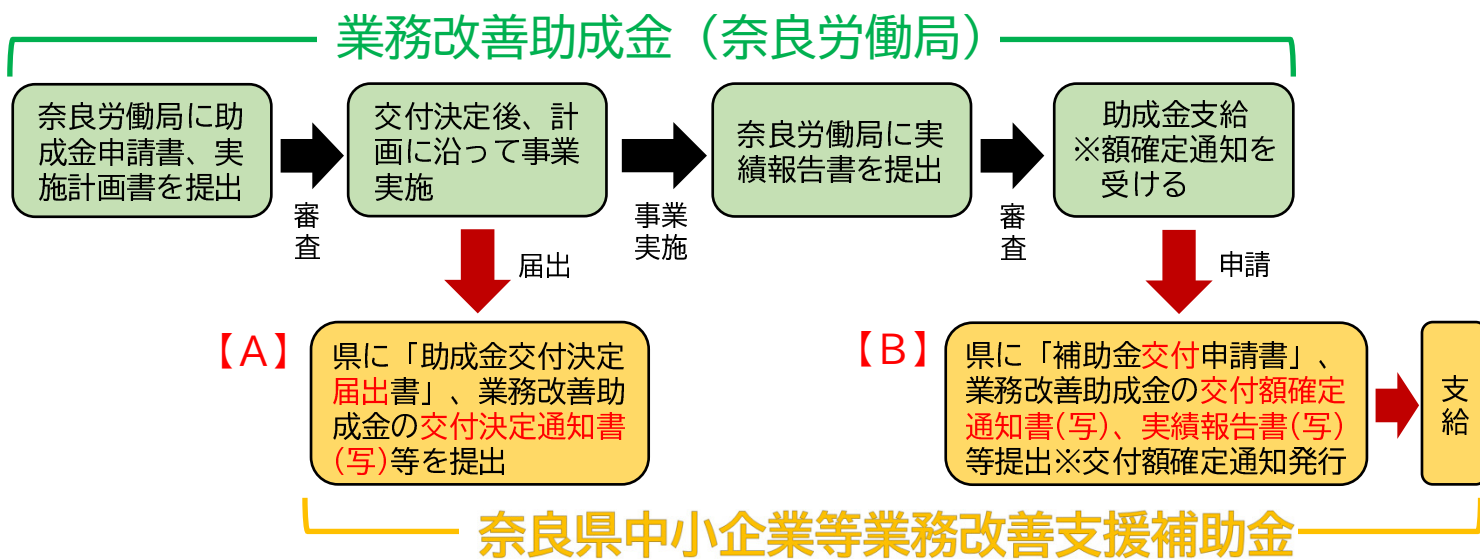 業務改善助成金（奈良労働局）
奈良労働局に助
成金申請書、実
施計画書を提出
審
査
交付決定後、計
画に沿って事業
実施
事業
実施
奈良労働局に実
績報告書を提出
審
査
助成金支給
※額確定通知を
受ける
届出
申請
【A】
県に「助成金交付決定
届出書」、業務改善助
成金の交付決定通知書
(写)等を提出
【B】
県に「補助金交付申請書」、
業務改善助成金の交付額確定
通知書(写)、実績報告書(写)
等提出※交付額確定通知発行
支
給
奈良県中小企業等業務改善支援補助金